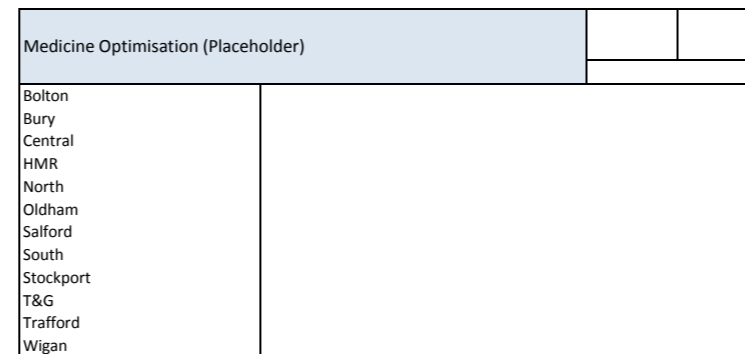 Medicine Optimisation (Placeholder)
Bolton
Bury
Central
HMR
North
Oldham
Salford
South
Stockport
T&G
Trafford
Wigan